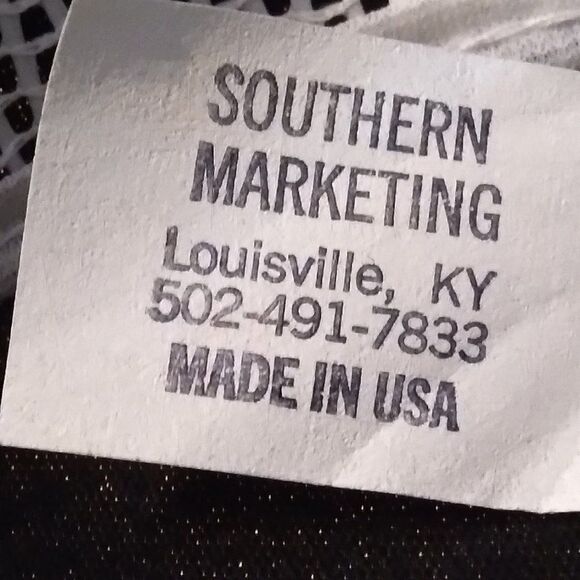 SOUTHERN
MARKETING
Louisville, KY
502-491-7833
MADE IN USA